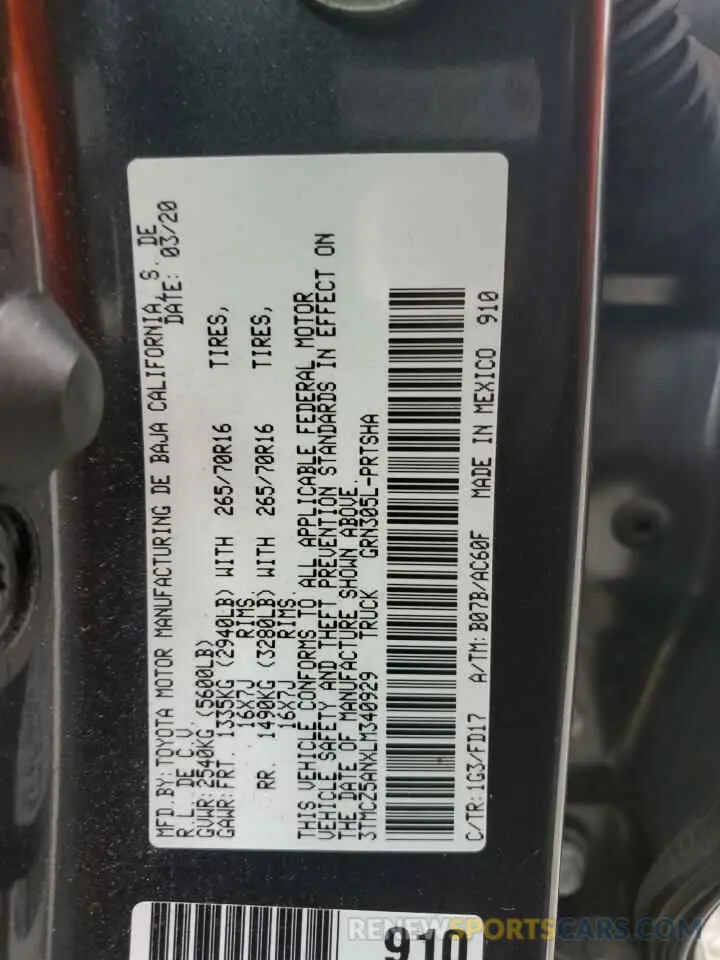 MFD.BY:TOYOTA MOTOR MANUFACTURING DE BAJA CALIFORNIA, S. DE
R. L. DE C.V. DATE: 03/20
GVWR:2540KG (5600LB)
GAWR:FRT. 1335KG (2940LB) WITH 265/70R16 TIRES,
16X7J RIMS
RR. 1490KG (3280LB) WITH 265/70R16 TIRES,
16X7J RIMS
THIS VEHICLE CONFORMS TO ALL APPLICABLE FEDERAL MOTOR
VEHICLE SAFETY AND THEFT PREVENTION STANDARDS IN EFFECT ON
THE DATE OF MANUFACTURE SHOWN ABOVE.
3TMCZ5ANXLM340929 TRUCK GRN305L-PRTSHA
C/TR:1G3/FD17 A/TM:B07B/AC60F MADE IN MEXICO 910
910
RENEWSPORTSCARS.COM